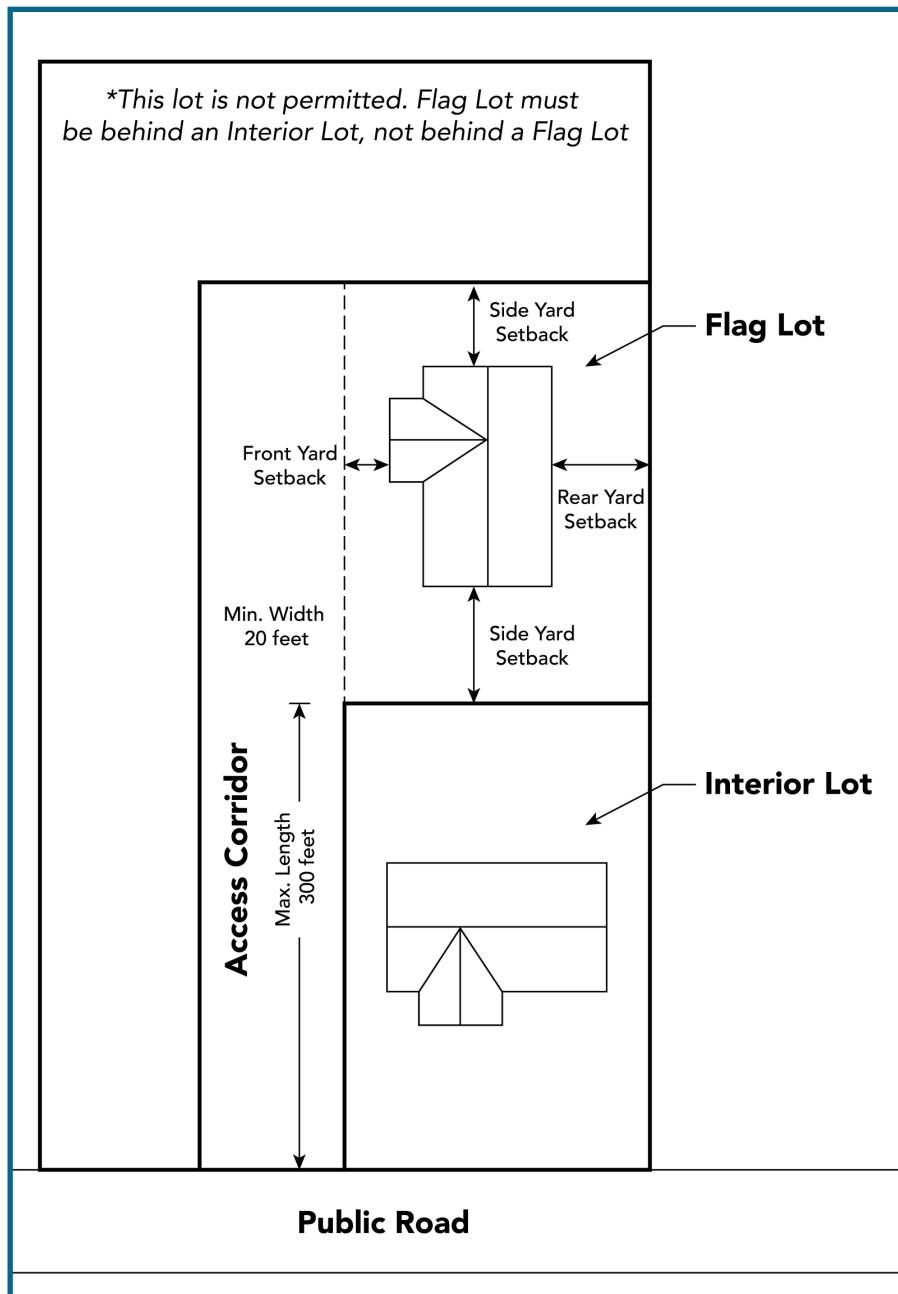 *This lot is not permitted. Flag Lot must
be behind an Interior Lot, not behind a Flag Lot
Side Yard
Setback
Flag Lot
Front Yard
Setback
Rear Yard
Setback
Min. Width
20 feet
Side Yard
Setback
Access Corridor
Max. Length
300 feet
Interior Lot
Public Road